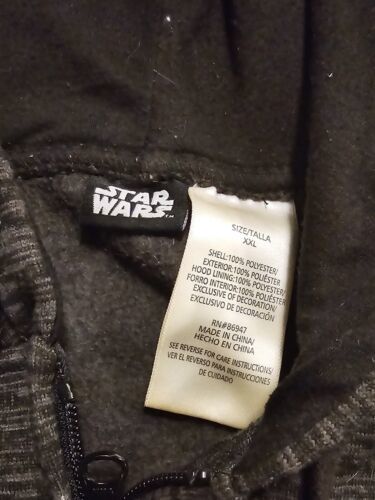 STAR
WARS
SIZE/TALLA
XXL
SHELL:100% POLYESTER/
EXTERIOR:100% POLIÉSTER
HOOD LINING:100% POLYESTER/
FORRO INTERIOR:100% POLIÉSTER
EXCLUSIVE OF DECORATION/
EXCLUSIVO DE DECORACIÓN
RN#86947
MADE IN CHINA/
HECHO EN CHINA
SEE REVERSE FOR CARE INSTRUCTIONS/
VER EL REVERSO PARA INSTRUCCIONES
DE CUIDADO